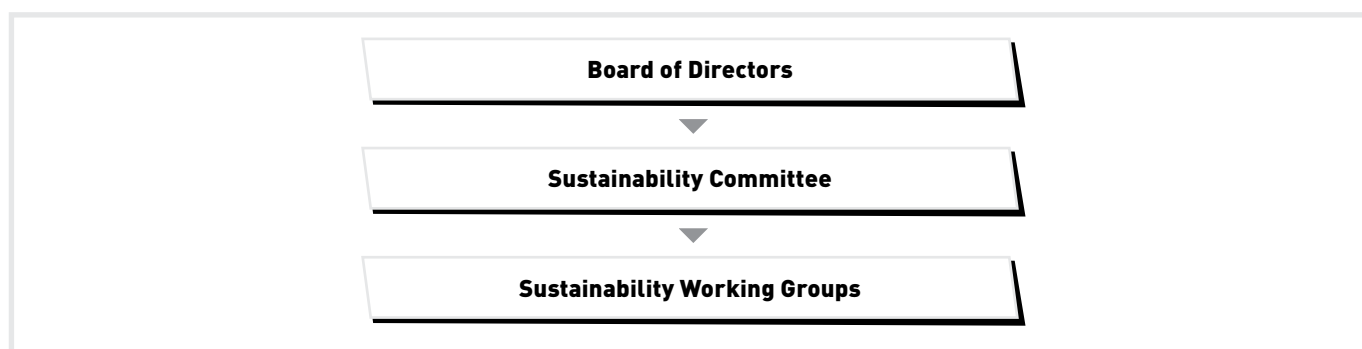 Board of Directors
Sustainability Committee
Sustainability Working Groups